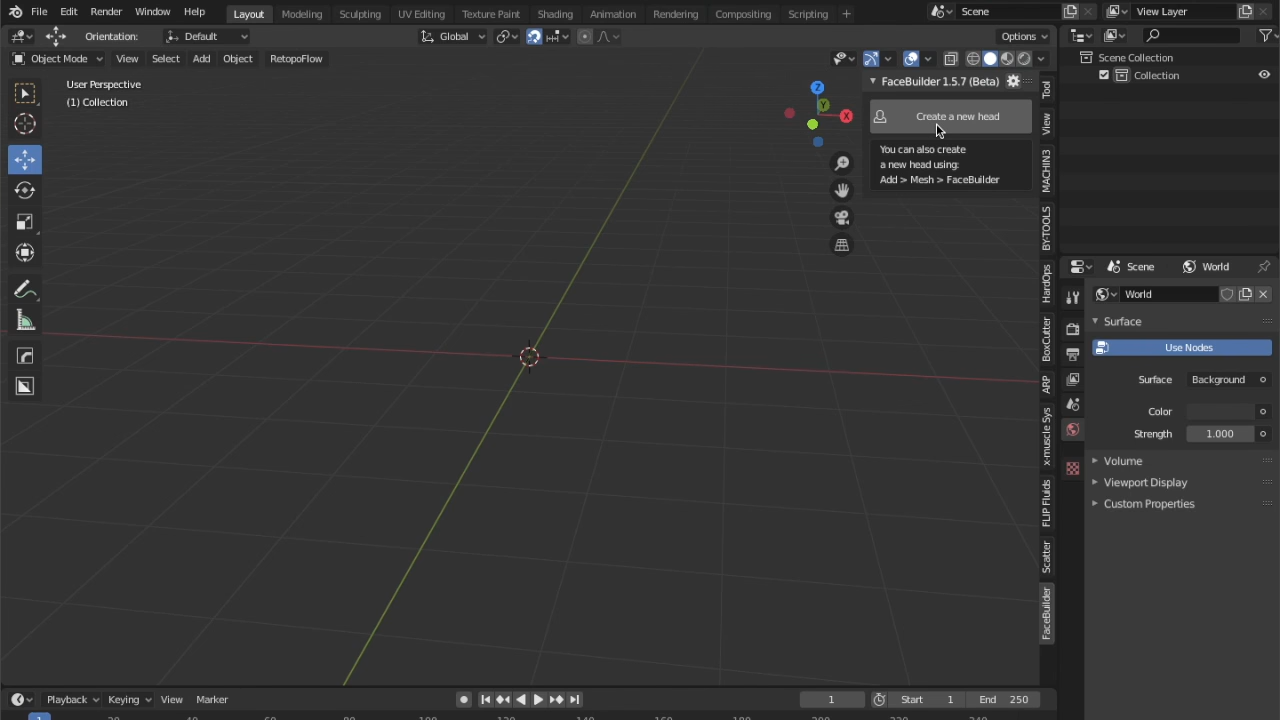 File Edit Render Window Help Layout Modeling Sculpting UV Editing Texture Paint Shading Animation Rendering Compositing Scripting + Scene View Layer
Orientation: Default Global Options
Object Mode View Select Add Object RetopoFlow
User Perspective
(1) Collection
Z
Y
X
FaceBuilder 1.5.7 (Beta)
Create a new head
You can also create
a new head using:
Add > Mesh > FaceBuilder
Tool
View
MACHIN3
BY-TOOLS
HardOps
BoxCutter
ARP
x-muscle Sys
FLIP Fluids
Scatter
FaceBuilder
Scene Collection
Collection
Scene World
World
Surface
Use Nodes
Surface Background
Color
Strength 1.000
Volume
Viewport Display
Custom Properties
Playback Keying View Marker 1 Start 1 End 250
1